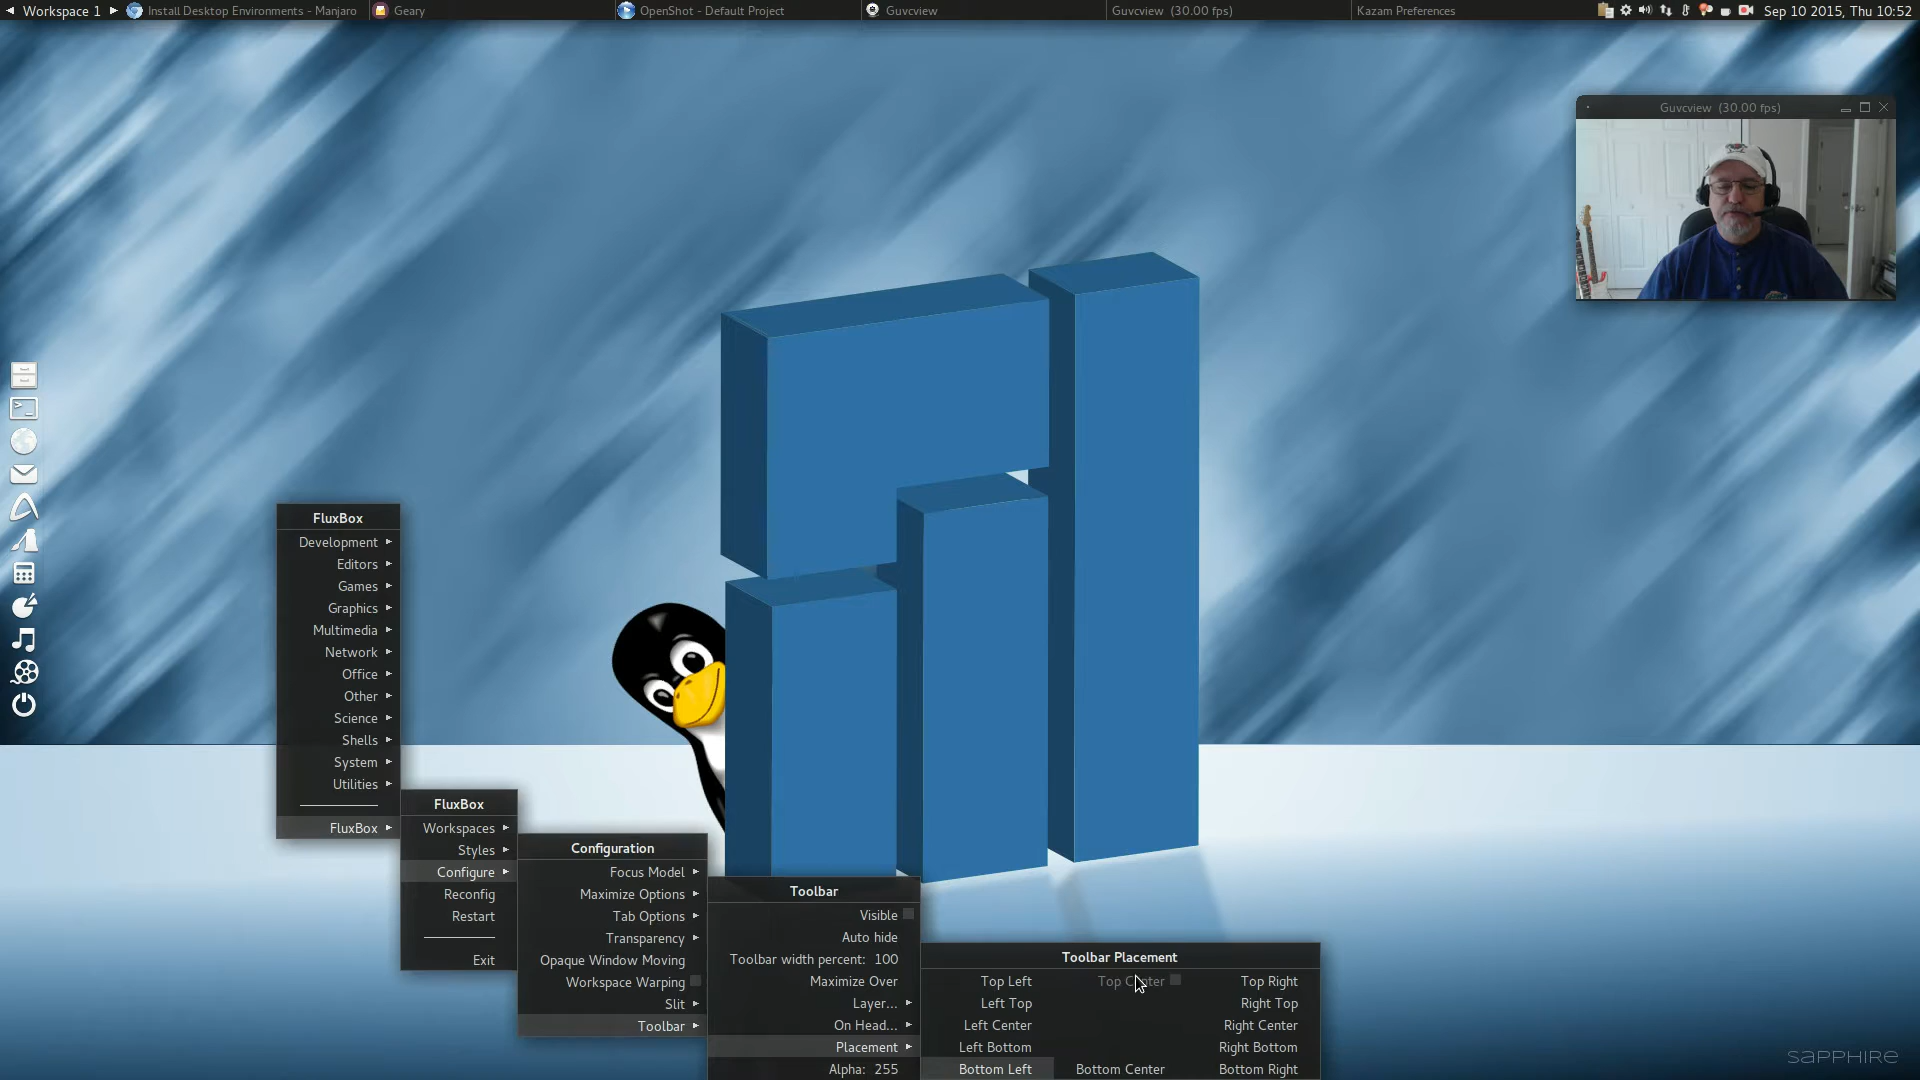 Workspace 1
Install Desktop Environments - Manjaro
Geary
OpenShot - Default Project
Guvcview
Guvcview (30.00 fps)
Kazam Preferences
Sep 10 2015, Thu 10:52
Guvcview (30.00 fps)
FluxBox
Development
Editors
Games
Graphics
Multimedia
Network
Office
Other
Science
Shells
System
Utilities
FluxBox
FluxBox
Workspaces
Styles
Configure
Reconfig
Restart
Exit
Configuration
Focus Model
Maximize Options
Tab Options
Transparency
Opaque Window Moving
Workspace Warping
Slit
Toolbar
Toolbar
Visible
Auto hide
Toolbar width percent: 100
Maximize Over
Layer...
On Head...
Placement
Alpha: 255
Toolbar Placement
Top Left
Top Center
Top Right
Left Top
Right Top
Left Center
Right Center
Left Bottom
Right Bottom
Bottom Left
Bottom Center
Bottom Right
SAPPHIRE